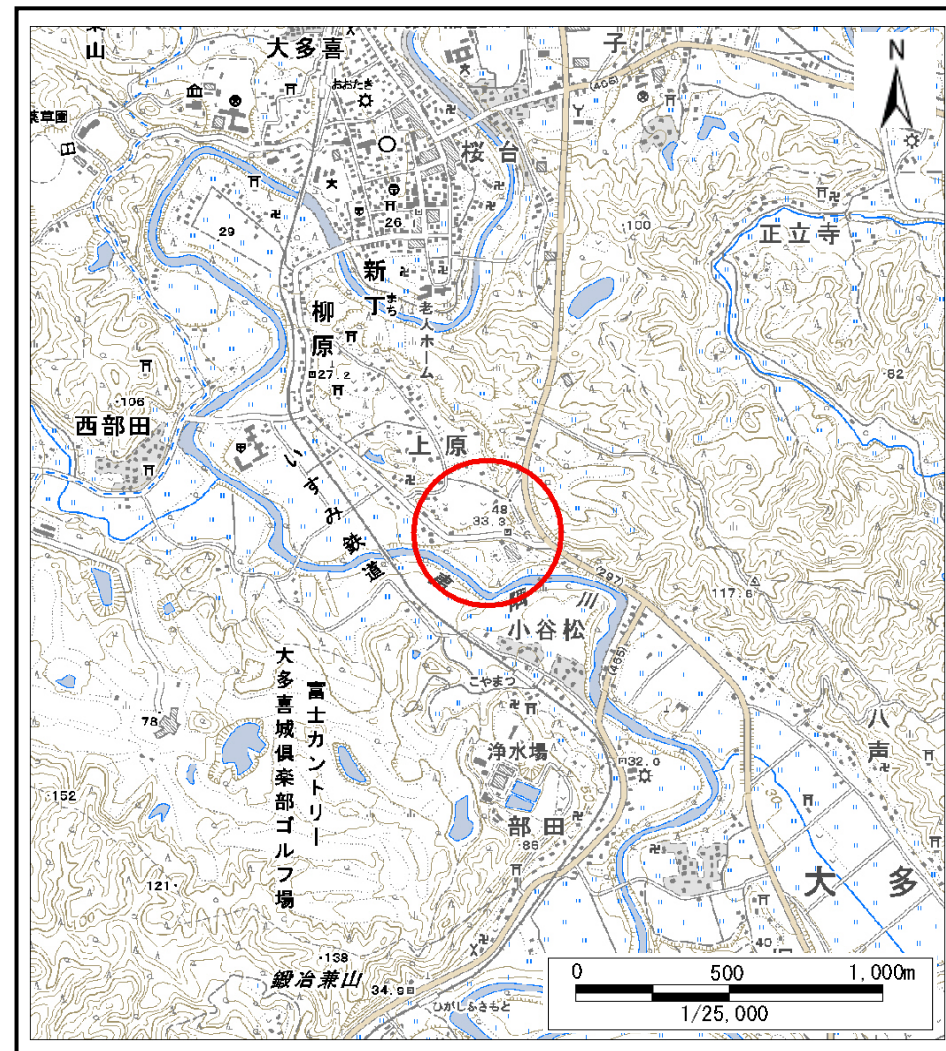 大多喜
おおたき
子
N
薬草園
(465)
桜台
26
29
100
正立寺
新丁
まち
老人ホーム
柳原
27.2
82
106
西部田
上原
いすみ鉄道
48
33.3
(297)
117.6
隅川
小谷松
(465)
こやまつ
大多喜城倶楽部ゴルフ場
富士カントリー
78
浄水場
32.0
八声
152
部田
86
121
大多
40
138
鍛冶兼山
34.9
ひがしふさもと
0 500 1,000m
1/25,000